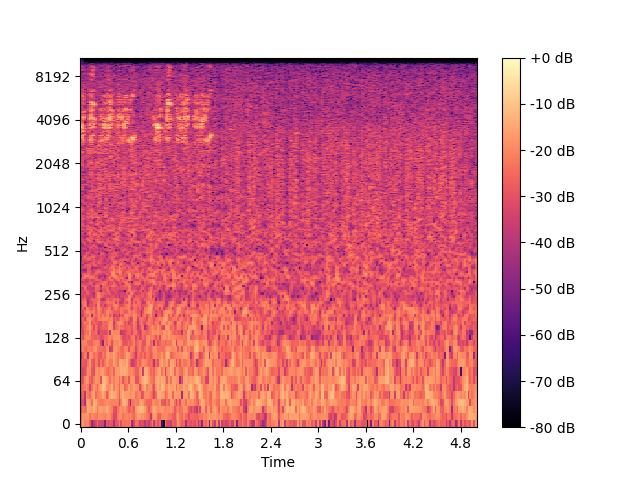 Hz
8192
4096
2048
1024
512
256
128
64
0
0 0.6 1.2 1.8 2.4 3 3.6 4.2 4.8
Time
+0 dB
-10 dB
-20 dB
-30 dB
-40 dB
-50 dB
-60 dB
-70 dB
-80 dB